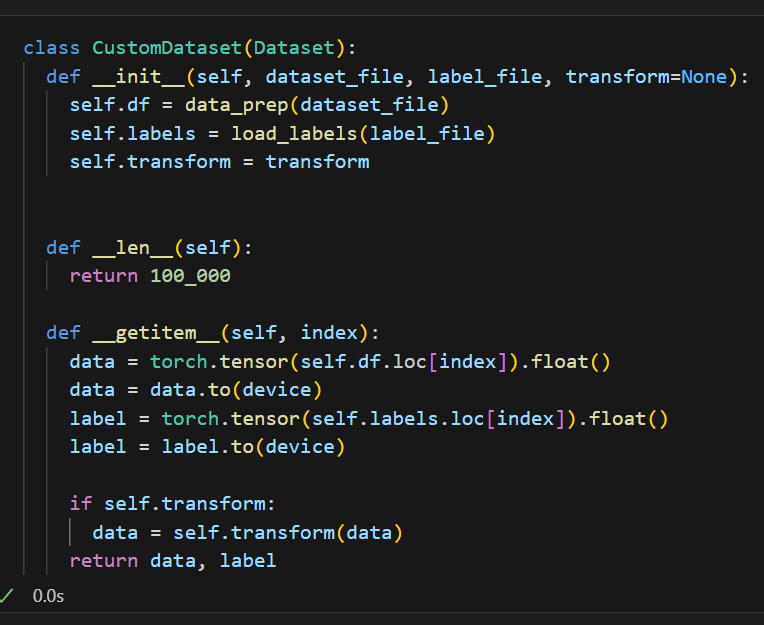 class CustomDataset(Dataset):
  def __init__(self, dataset_file, label_file, transform=None):
    self.df = data_prep(dataset_file)
    self.labels = load_labels(label_file)
    self.transform = transform
  def __len__(self):
    return 100_000
  def __getitem__(self, index):
    data = torch.tensor(self.df.loc[index]).float()
    data = data.to(device)
    label = torch.tensor(self.labels.loc[index]).float()
    label = label.to(device)
    if self.transform:
      data = self.transform(data)
    return data, label
✓ 0.0s